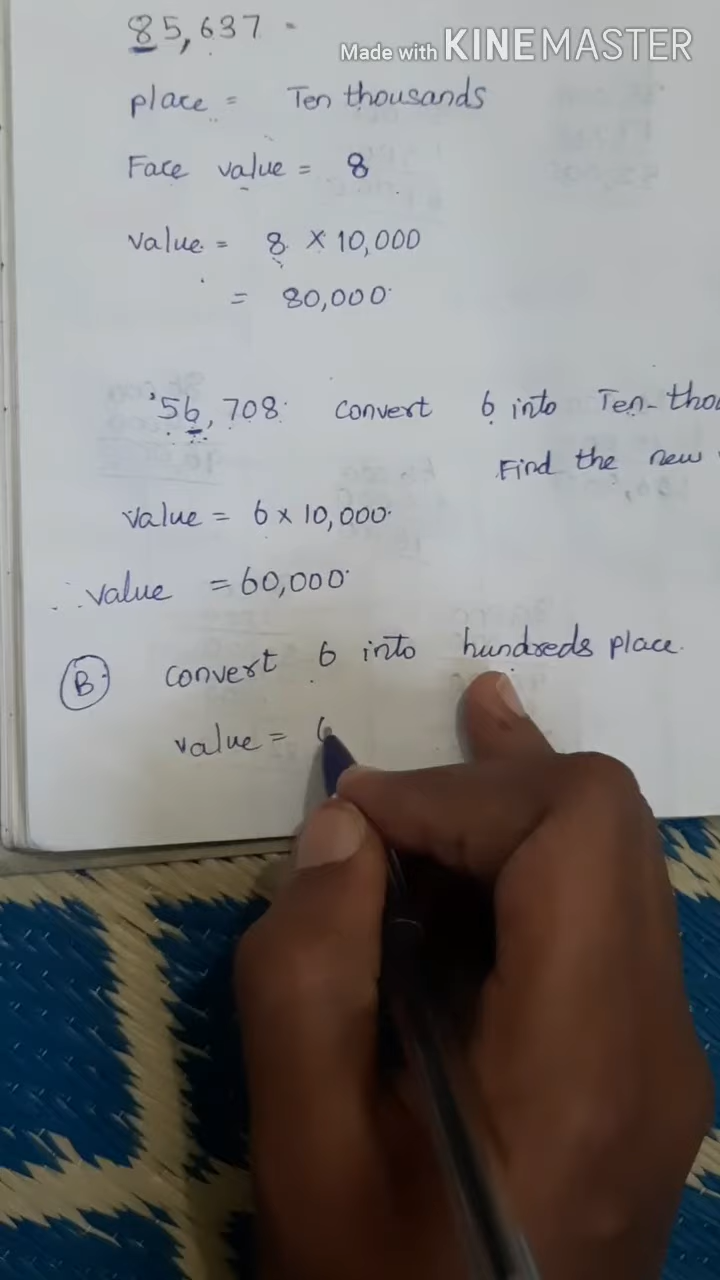 85,637
Made with KINEMASTER
place = Ten thousands
Face value = 8
value = 8 × 10,000
= 80,000
56,708 convert 6 into Ten-thou
Find the new
value = 6 × 10,000
∴ value = 60,000
B convert 6 into hundreds place.
value = 6